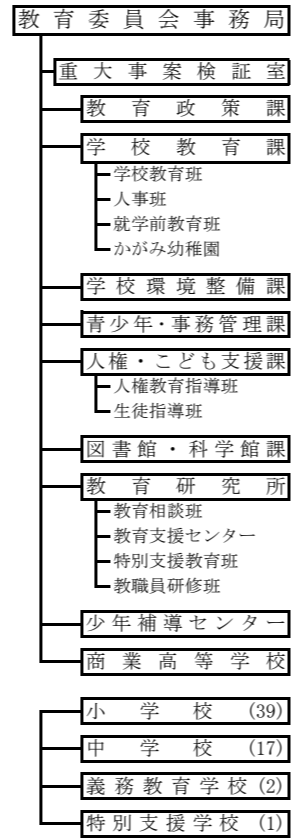 教育委員会事務局
重大事案検証室
教育政策課
学校教育課
学校教育班
人事班
就学前教育班
かがみ幼稚園
学校環境整備課
青少年・事務管理課
人権・こども支援課
人権教育指導班
生徒指導班
図書館・科学館課
教育研究所
教育相談班
教育支援センター
特別支援教育班
教職員研修班
少年補導センター
商業高等学校
小学校 (39)
中学校 (17)
義務教育学校 (2)
特別支援学校 (1)